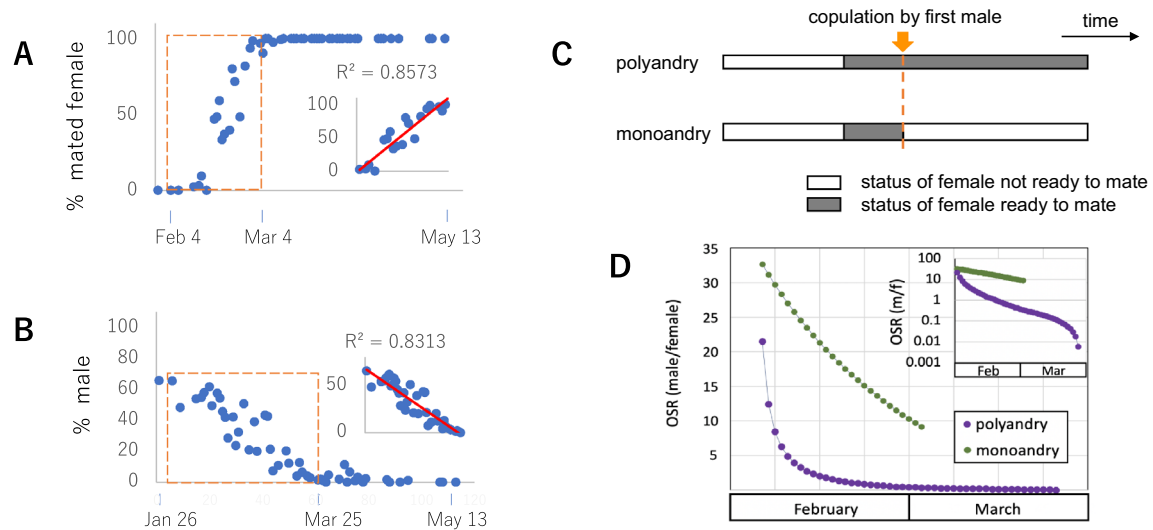 A
% mated female
100
50
0
R² = 0.8573
100
50
0
Feb 4
Mar 4
May 13
B
% male
100
80
60
40
20
0
R² = 0.8313
50
0
0 20 40 60 80 100 120
Jan 26
Mar 25
May 13
C
copulation by first male
time
polyandry
monoandry
status of female not ready to mate
status of female ready to mate
D
OSR (male/female)
35
30
25
20
15
10
5
February
March
OSR (m/f)
100
10
1
0.1
0.01
0.001
Feb
Mar
polyandry
monoandry